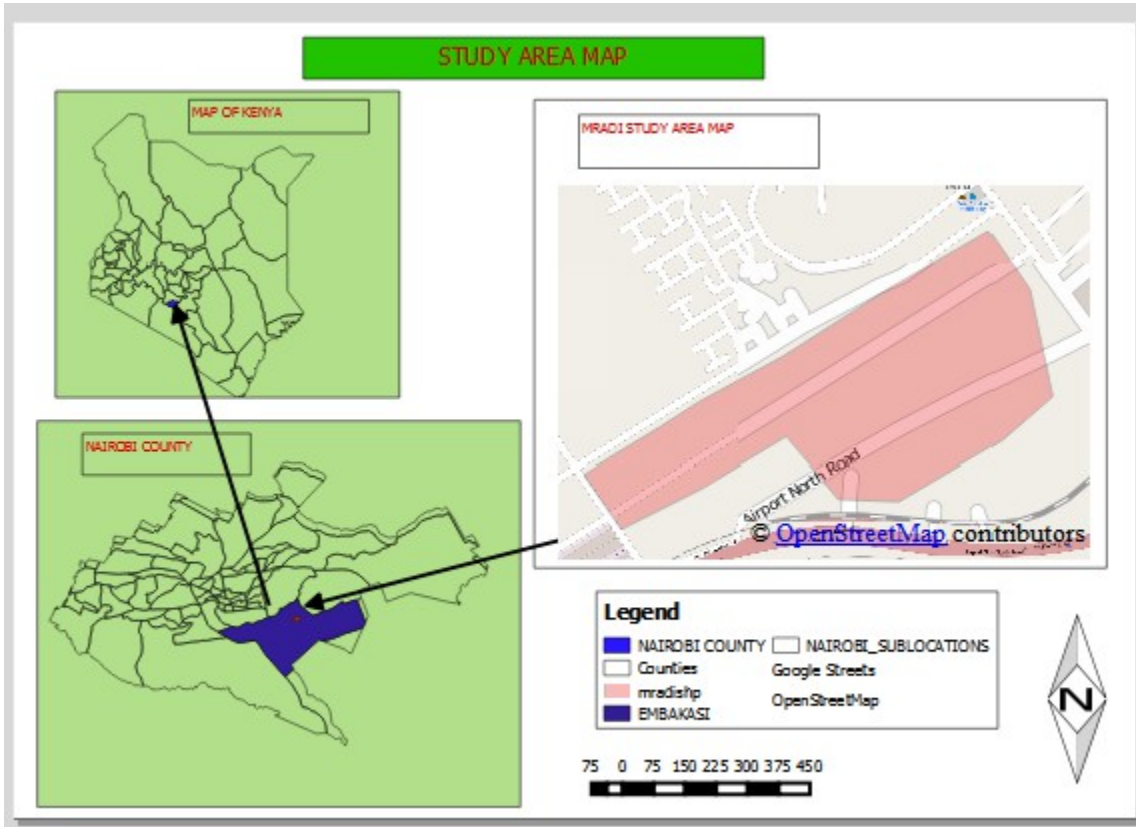 STUDY AREA MAP
MAP OF KENYA
MRADI STUDY AREA MAP
Airport North Road
© OpenStreetMap contributors
NAIROBI COUNTY
Legend
NAIROBI COUNTY NAIROBI_SUBLOCATIONS
Counties Google Streets
mradishp
OpenStreetMap
EMBAKASI
N
75 0 75 150 225 300 375 450